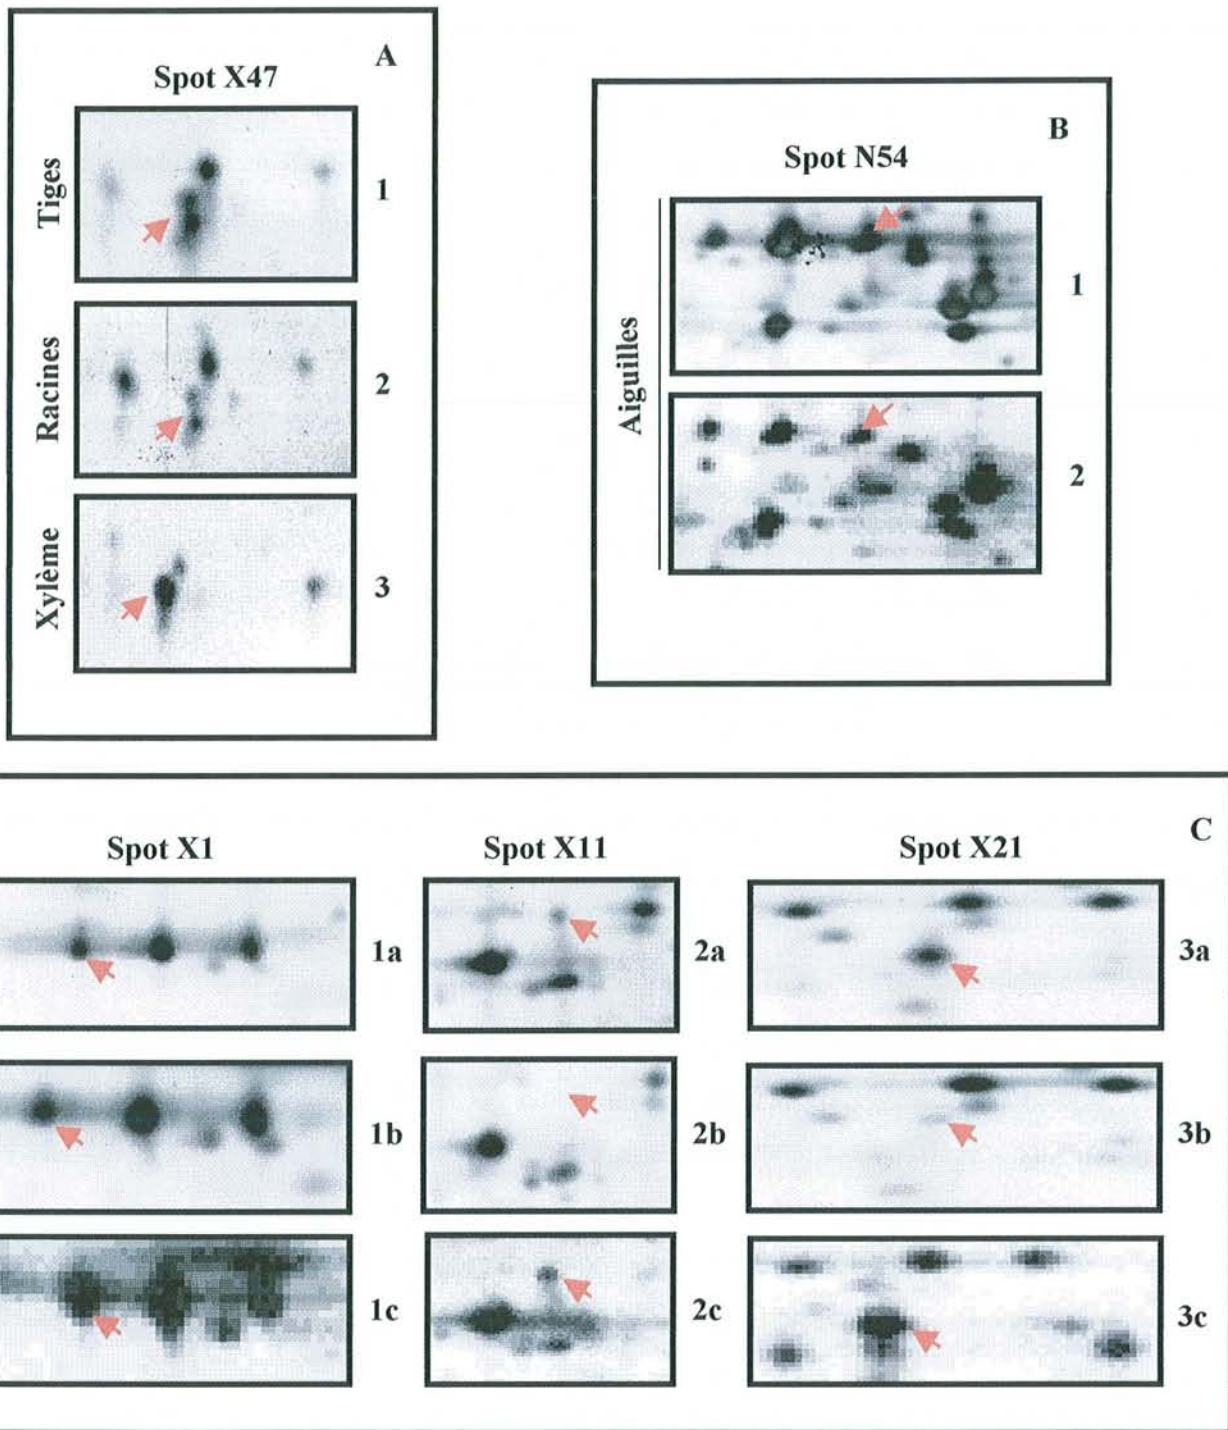 A
Spot X47
Tiges
1
Racines
2
Xylème
3
B
Spot N54
Aiguilles
1
2
C
Spot X1
Spot X11
Spot X21
1a
2a
3a
1b
2b
3b
1c
2c
3c